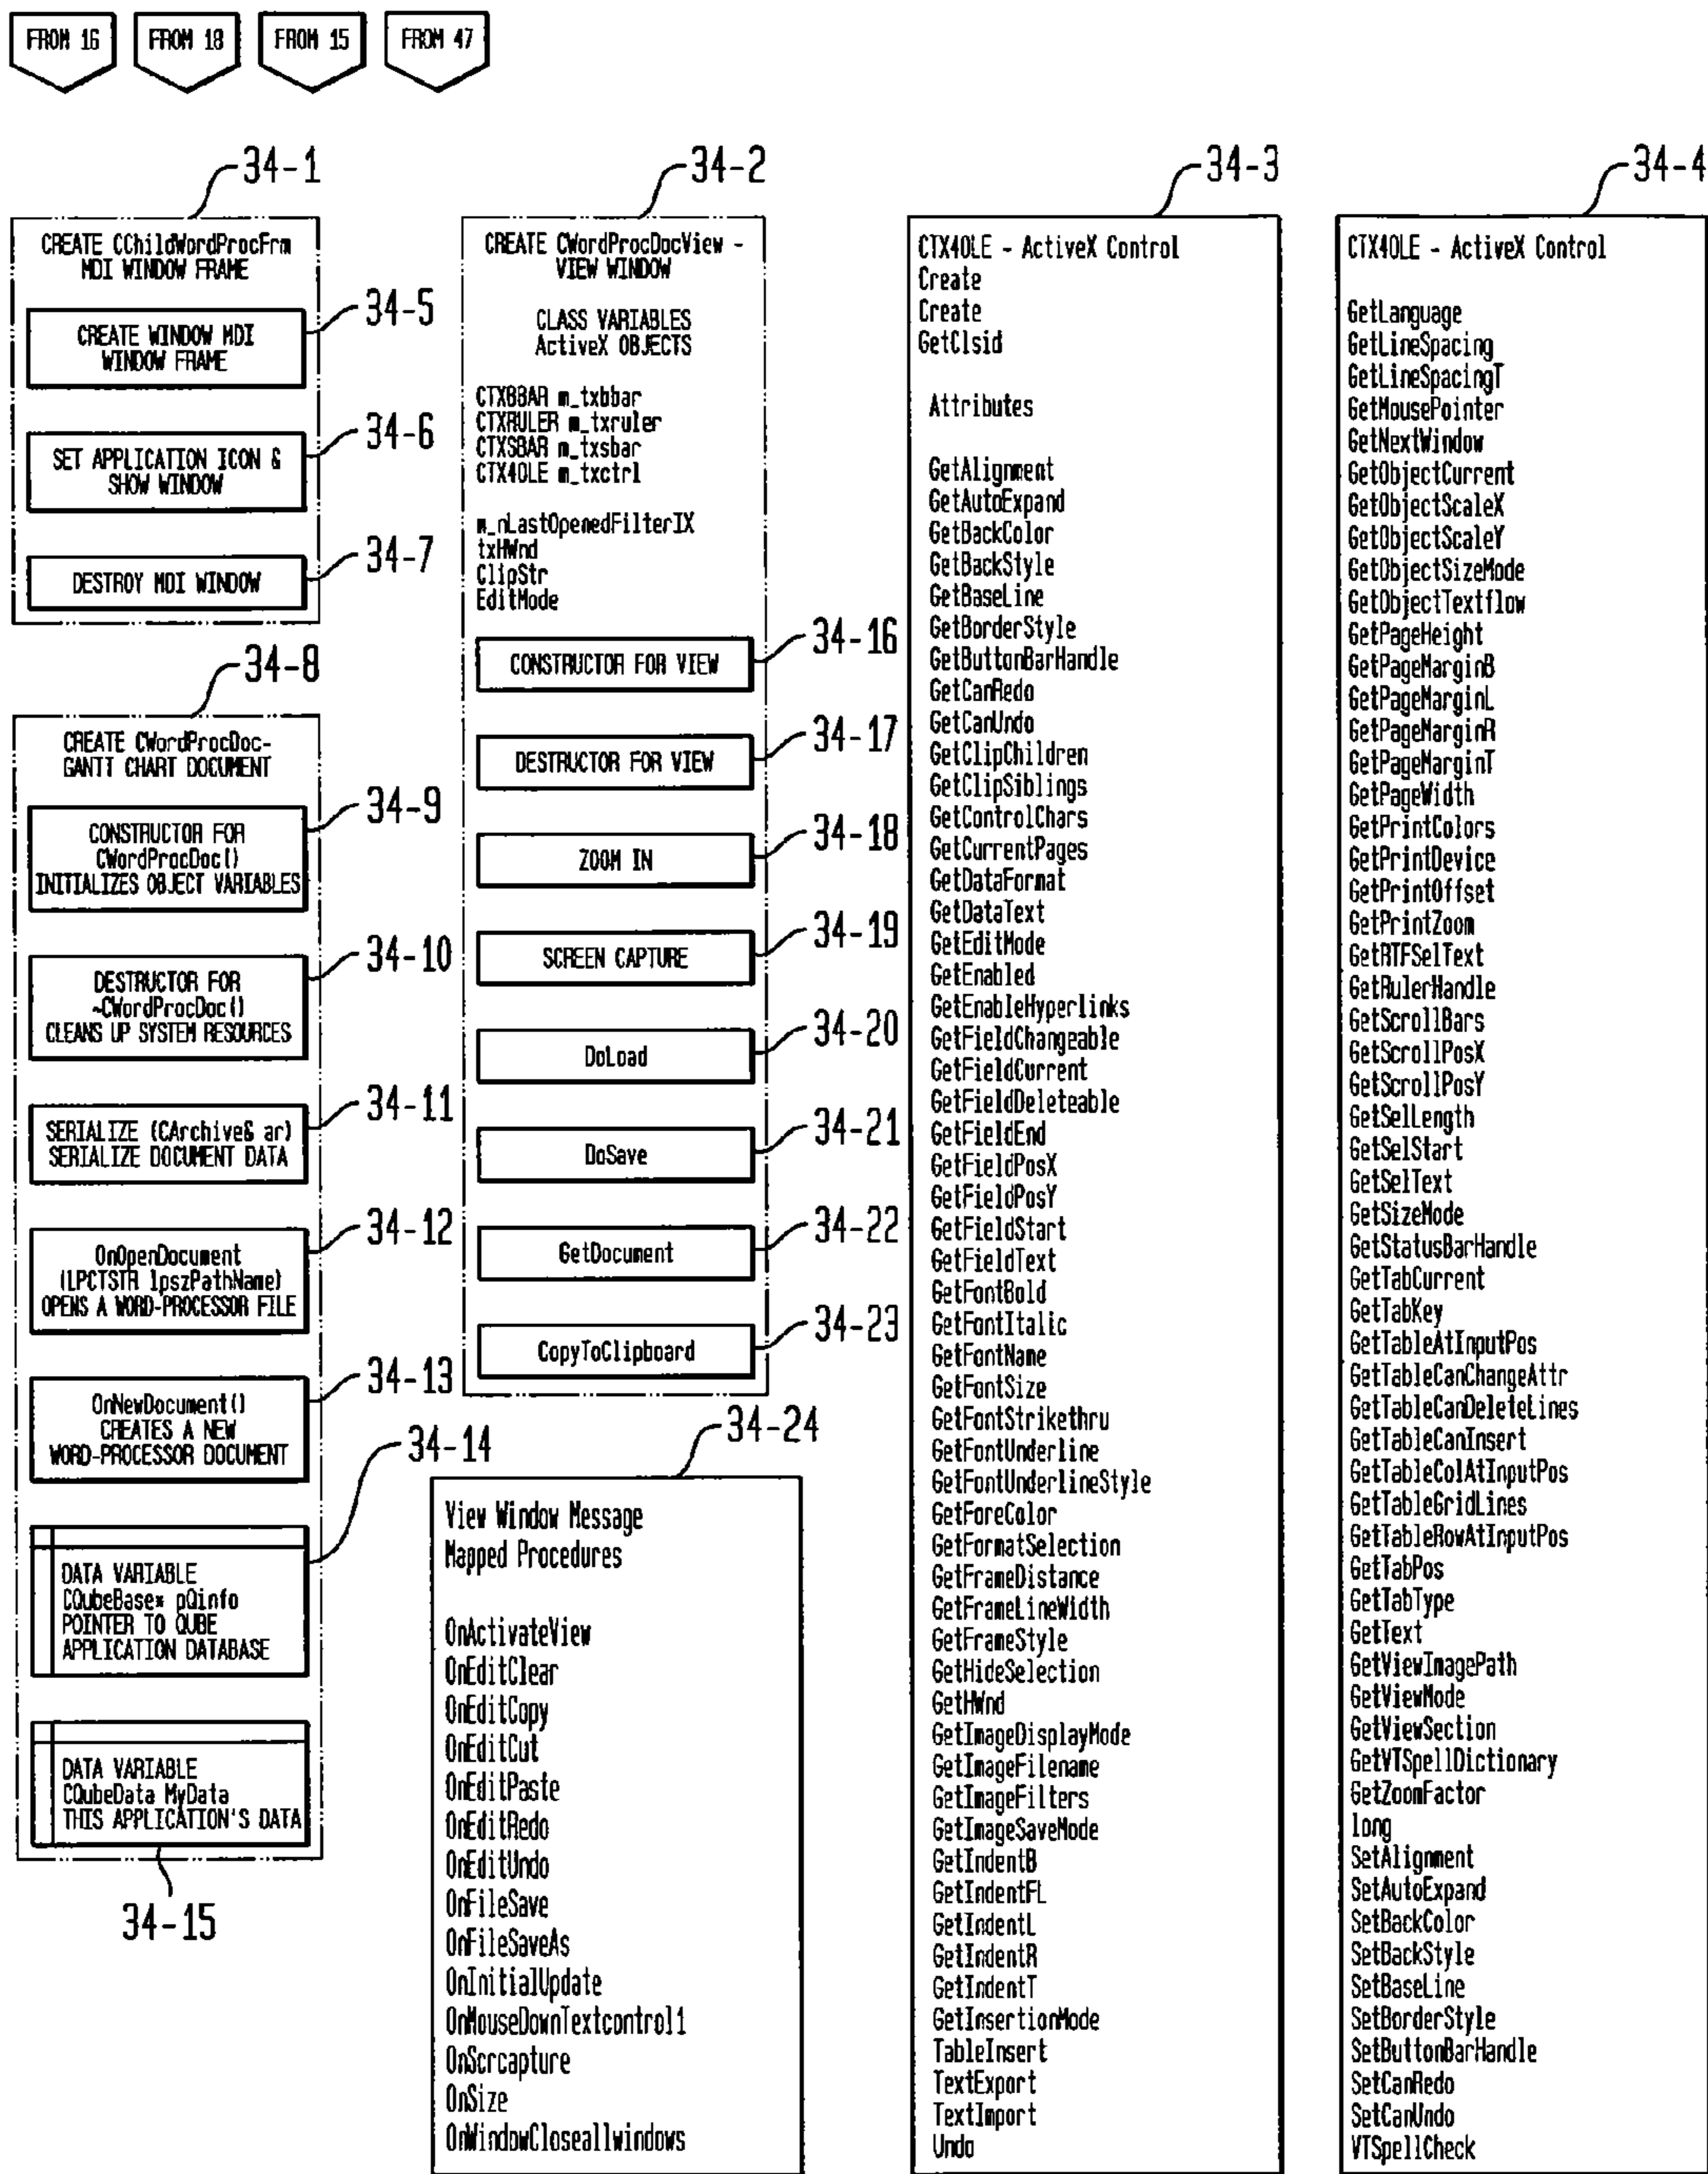 FROM 16
FROM 18
FROM 15
FROM 47
34-1
CREATE CChildWordProcFrm
MDI WINDOW FRAME
34-5
CREATE WINDOW MDI
WINDOW FRAME
34-6
SET APPLICATION ICON &
SHOW WINDOW
34-7
DESTROY MDI WINDOW
34-8
CREATE CWordProcDoc-
GANTT CHART DOCUMENT
34-9
CONSTRUCTOR FOR
CWordProcDoc()
INITIALIZES OBJECT VARIABLES
34-10
DESTRUCTOR FOR
~CWordProcDoc()
CLEANS UP SYSTEM RESOURCES
34-11
SERIALIZE (CArchive& ar)
SERIALIZE DOCUMENT DATA
34-12
OnOpenDocument
(LPCTSTR lpszPathName)
OPENS A WORD-PROCESSOR FILE
34-13
OnNewDocument()
CREATES A NEW
WORD-PROCESSOR DOCUMENT
34-14
DATA VARIABLE
CQubeBase* pQinfo
POINTER TO QUBE
APPLICATION DATABASE
DATA VARIABLE
CQubeData MyData
THIS APPLICATION'S DATA
34-15
34-2
CREATE CWordProcDocView -
VIEW WINDOW
CLASS VARIABLES
ActiveX OBJECTS
CTXBBAR m_txbbar
CTXRULER m_txruler
CTXSBAR m_txsbar
CTX4OLE m_txctrl
m_nLastOpenedFilterIX
txHWnd
ClipStr
EditMode
34-16
CONSTRUCTOR FOR VIEW
34-17
DESTRUCTOR FOR VIEW
34-18
ZOOM IN
34-19
SCREEN CAPTURE
34-20
DoLoad
34-21
DoSave
34-22
GetDocument
34-23
CopyToClipboard
34-24
View Window Message
Mapped Procedures
OnActivateView
OnEditClear
OnEditCopy
OnEditCut
OnEditPaste
OnEditRedo
OnEditUndo
OnFileSave
OnFileSaveAs
OnInitialUpdate
OnMouseDownTextcontrol1
OnScrcapture
OnSize
OnWindowCloseallwindows
34-3
CTX4OLE - ActiveX Control
Create
Create
GetClsid
Attributes
GetAlignment
GetAutoExpand
GetBackColor
GetBackStyle
GetBaseLine
GetBorderStyle
GetButtonBarHandle
GetCanRedo
GetCanUndo
GetClipChildren
GetClipSiblings
GetControlChars
GetCurrentPages
GetDataFormat
GetDataText
GetEditMode
GetEnabled
GetEnableHyperlinks
GetFieldChangeable
GetFieldCurrent
GetFieldDeleteable
GetFieldEnd
GetFieldPosX
GetFieldPosY
GetFieldStart
GetFieldText
GetFontBold
GetFontItalic
GetFontName
GetFontSize
GetFontStrikethru
GetFontUnderline
GetFontUnderlineStyle
GetForeColor
GetFormatSelection
GetFrameDistance
GetFrameLineWidth
GetFrameStyle
GetHideSelection
GetHWnd
GetImageDisplayMode
GetImageFilename
GetImageFilters
GetImageSaveMode
GetIndentB
GetIndentFL
GetIndentL
GetIndentR
GetIndentT
GetInsertionMode
TableInsert
TextExport
TextImport
Undo
34-4
CTX4OLE - ActiveX Control
GetLanguage
GetLineSpacing
GetLineSpacingT
GetMousePointer
GetNextWindow
GetObjectCurrent
GetObjectScaleX
GetObjectScaleY
GetObjectSizeMode
GetObjectTextflow
GetPageHeight
GetPageMarginB
GetPageMarginL
GetPageMarginR
GetPageMarginT
GetPageWidth
GetPrintColors
GetPrintDevice
GetPrintOffset
GetPrintZoom
GetRTFSelText
GetRulerHandle
GetScrollBars
GetScrollPosX
GetScrollPosY
GetSelLength
GetSelStart
GetSelText
GetSizeMode
GetStatusBarHandle
GetTabCurrent
GetTabKey
GetTableAtInputPos
GetTableCanChangeAttr
GetTableCanDeleteLines
GetTableCanInsert
GetTableColAtInputPos
GetTableGridLines
GetTableRowAtInputPos
GetTabPos
GetTabType
GetText
GetViewImagePath
GetViewMode
GetViewSection
GetVTSpellDictionary
GetZoomFactor
long
SetAlignment
SetAutoExpand
SetBackColor
SetBackStyle
SetBaseLine
SetBorderStyle
SetButtonBarHandle
SetCanRedo
SetCanUndo
VTSpellCheck